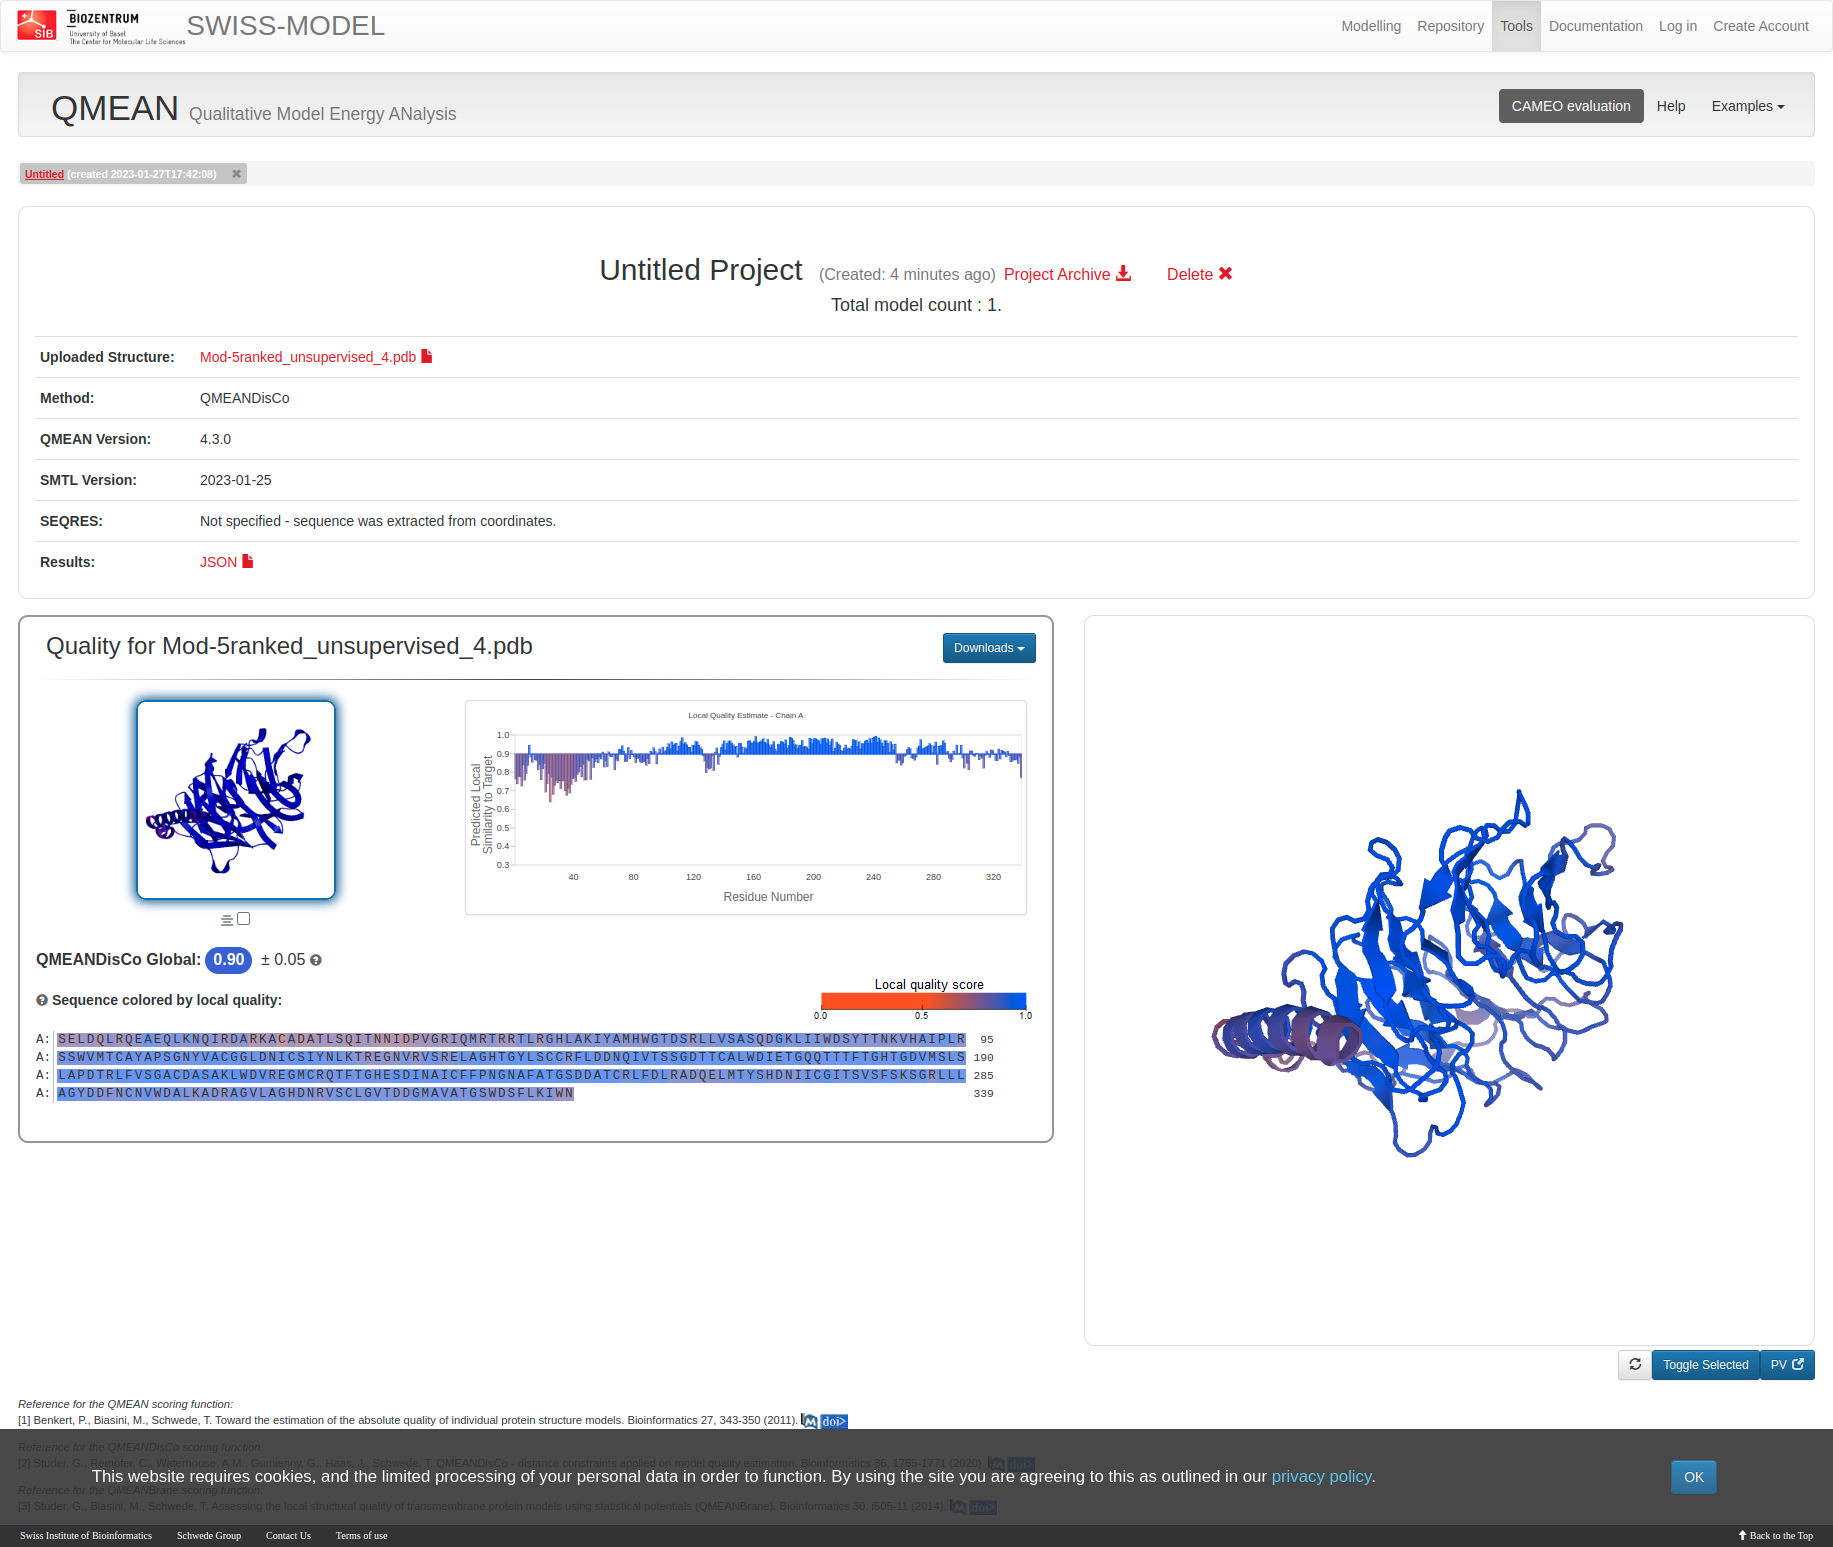 SIB
BIOZENTRUM
University of Basel
The Center for Molecular Life Sciences
SWISS-MODEL
Modelling Repository Tools Documentation Log in Create Account
QMEAN Qualitative Model Energy ANalysis
CAMEO evaluation Help Examples
Untitled (created 2023-01-27T17:42:08)
Untitled Project (Created: 4 minutes ago) Project Archive Delete
Total model count : 1.
Uploaded Structure: Mod-5ranked_unsupervised_4.pdb
Method: QMEANDisCo
QMEAN Version: 4.3.0
SMTL Version: 2023-01-25
SEQRES: Not specified - sequence was extracted from coordinates.
Results: JSON
Quality for Mod-5ranked_unsupervised_4.pdb
Downloads
Local Quality Estimate - Chain A
Predicted Local
Similarity to Target
1.0
0.9
0.8
0.7
0.6
0.5
0.4
0.3
40 80 120 160 200 240 280 320
Residue Number
QMEANDisCo Global: 0.90 ± 0.05
Sequence colored by local quality:
Local quality score
0.0 0.5 1.0
A: SELDQLRQEAEQLKNQIRDARKACADATLSQITNNIDPVGRIQMRTRRTLRGHLAKIYAMHWGTDSRLLVSASQDGKLIIWDSYTTNKVHAIPLR 95
A: SSWVMTCAYAPSGNYVACGGLDNICSIYNLKTREGNVRVSRELAGHTGYLSCCRFLDDNQIVTSSGDTTCALWDIETGQQTTTFTGHTGDVMSLS 190
A: LAPDTRLFVSGACDASAKLWDVREGMCRQTFTGHESDINAICFFPNGNAFATGSDDATCRLFDLRADQELMTYSHDNIICGITSVSFSKSGRLLL 285
A: AGYDDFNCNVWDALKADRAGVLAGHDNRVSCLGVTDDGMAVATGSWDSFLKIWN 339
Toggle Selected PV
Reference for the QMEAN scoring function:
[1] Benkert, P., Biasini, M., Schwede, T. Toward the estimation of the absolute quality of individual protein structure models. Bioinformatics 27, 343-350 (2011). doi>
Reference for the QMEANDisCo scoring function:
[2] Studer, G., Rempfer, C., Waterhouse, A.M., Gumienny, G., Haas, J., Schwede, T. QMEANDisCo - distance constraints applied on model quality estimation. Bioinformatics 36, 1765-1771 (2020). doi>
This website requires cookies, and the limited processing of your personal data in order to function. By using the site you are agreeing to this as outlined in our privacy policy.
OK
Reference for the QMEANBrane scoring function:
[3] Studer, G., Biasini, M., Schwede, T. Assessing the local structural quality of transmembrane protein models using statistical potentials (QMEANBrane). Bioinformatics 30, i505-11 (2014). doi>
Swiss Institute of Bioinformatics Schwede Group Contact Us Terms of use Back to the Top